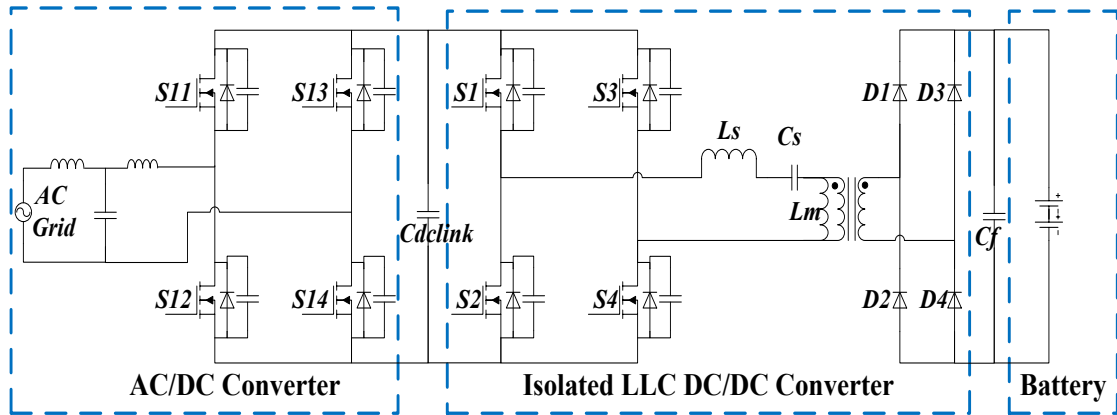 S11
S13
S1
S3
D1
D3
Ls
Cs
AC
Grid
Lm
Cdclink
Cf
S12
S14
S2
S4
D2
D4
+
-
AC/DC Converter
Isolated LLC DC/DC Converter
Battery